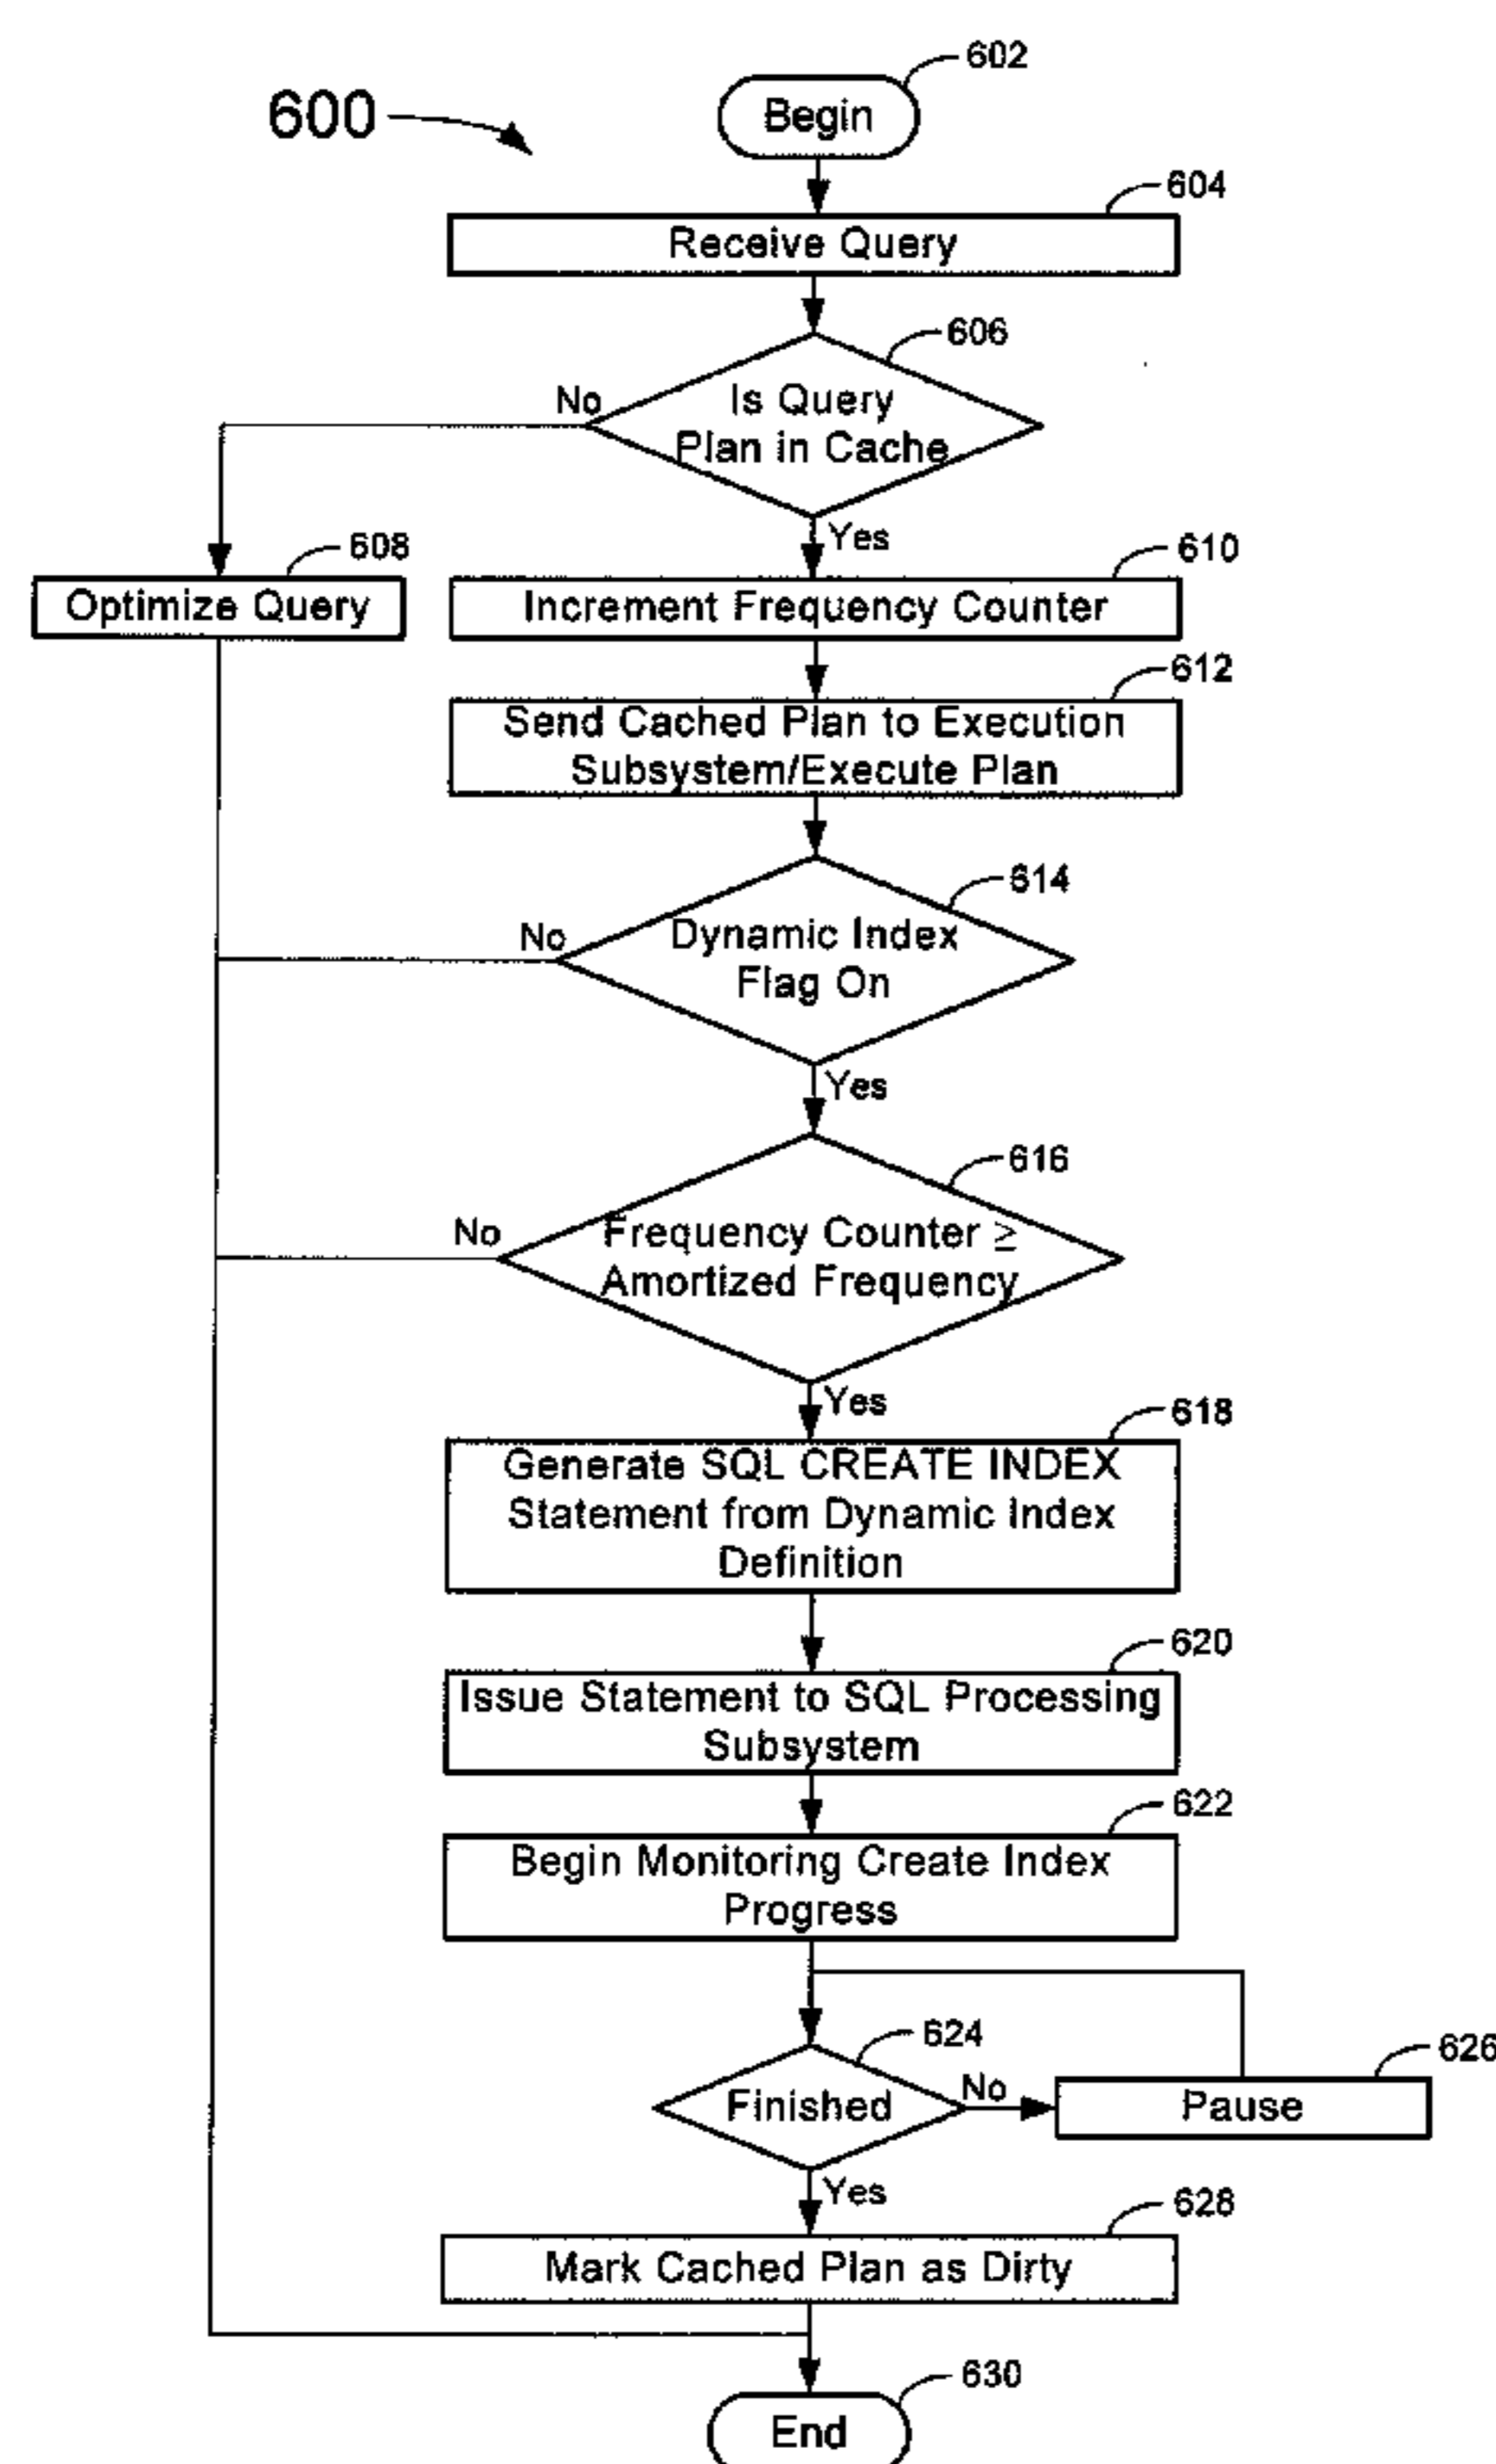 600
602
Begin
604
Receive Query
606
Is Query
Plan in Cache
No
Yes
608
Optimize Query
610
Increment Frequency Counter
612
Send Cached Plan to Execution
Subsystem/Execute Plan
614
Dynamic Index
Flag On
No
Yes
616
Frequency Counter ≥
Amortized Frequency
No
Yes
618
Generate SQL CREATE INDEX
Statement from Dynamic Index
Definition
620
Issue Statement to SQL Processing
Subsystem
622
Begin Monitoring Create Index
Progress
624
Finished
No
626
Pause
Yes
628
Mark Cached Plan as Dirty
630
End